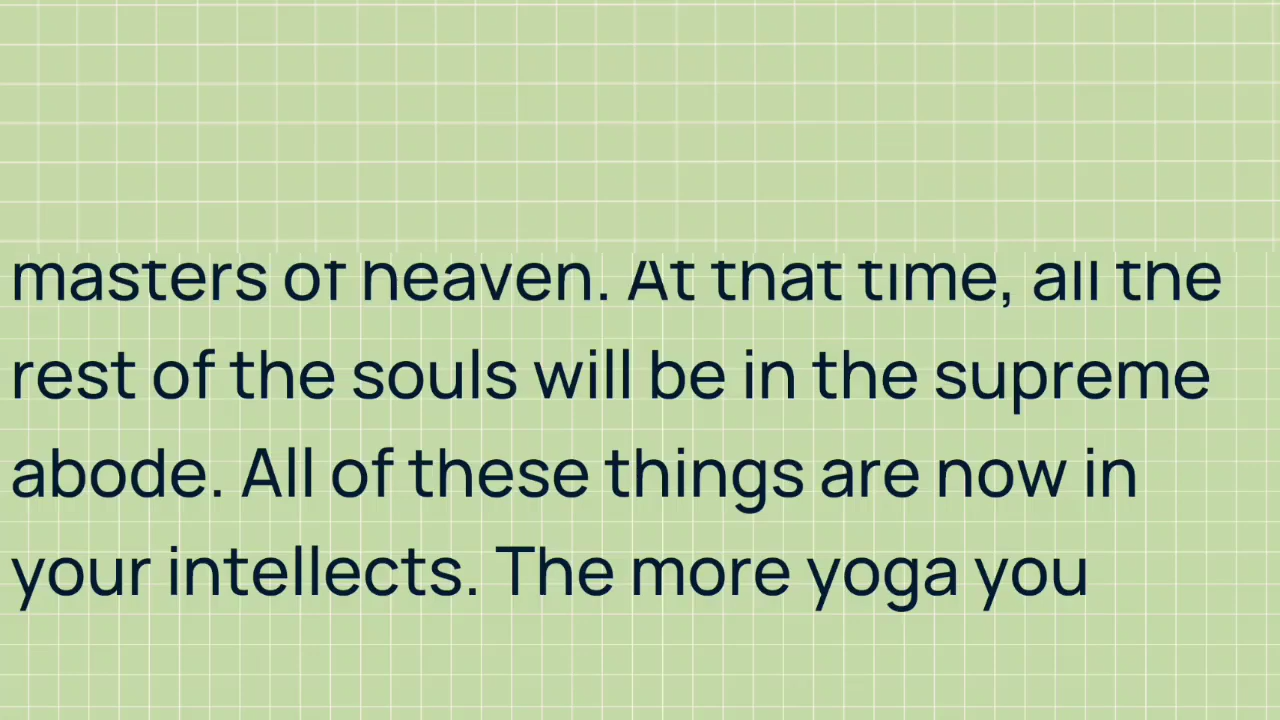 masters of heaven. At that time, all the
rest of the souls will be in the supreme
abode. All of these things are now in
your intellects. The more yoga you